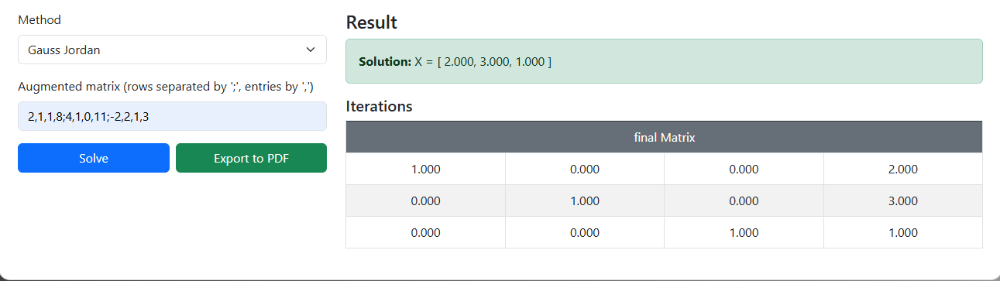 Method
Gauss Jordan
Augmented matrix (rows separated by ';', entries by ',')
2,1,1,8;4,1,0,11;-2,2,1,3
Solve
Export to PDF
Result
Solution: X = [ 2.000, 3.000, 1.000 ]
Iterations
final Matrix
1.000 0.000 0.000 2.000
0.000 1.000 0.000 3.000
0.000 0.000 1.000 1.000